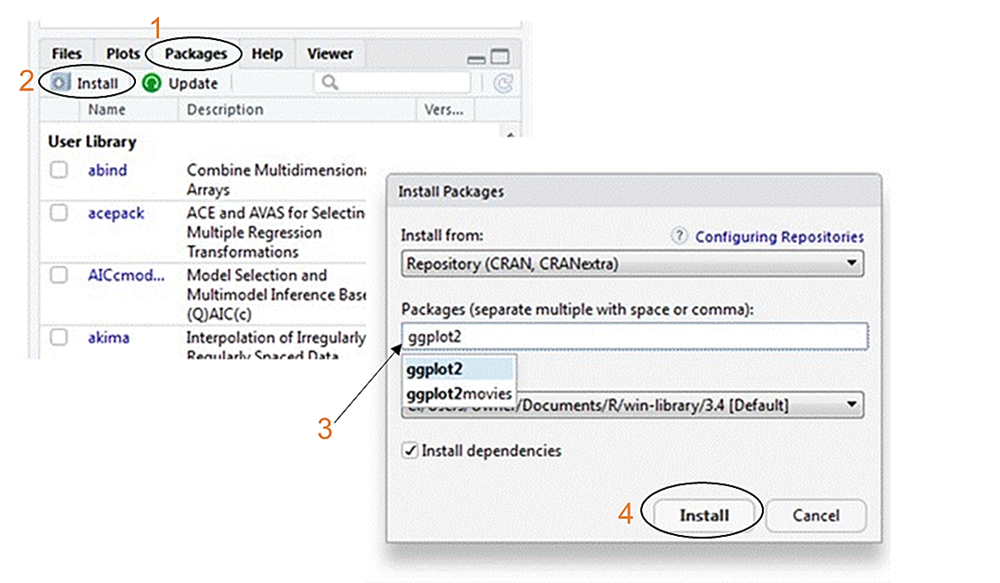 1
Files Plots Packages Help Viewer
2 Install Update
Name Description Vers...
User Library
abind Combine Multidimensiona
Arrays
acepack ACE and AVAS for Selectin
Multiple Regression
Transformations
AICcmod... Model Selection and
Multimodel Inference Base
(Q)AIC(c)
akima Interpolation of Irregularly
Regularly Spaced Data
Install Packages
Install from: ? Configuring Repositories
Repository (CRAN, CRANextra)
Packages (separate multiple with space or comma):
ggplot2
ggplot2
ggplot2movies
/Documents/R/win-library/3.4 [Default]
3
Install dependencies
4 Install Cancel